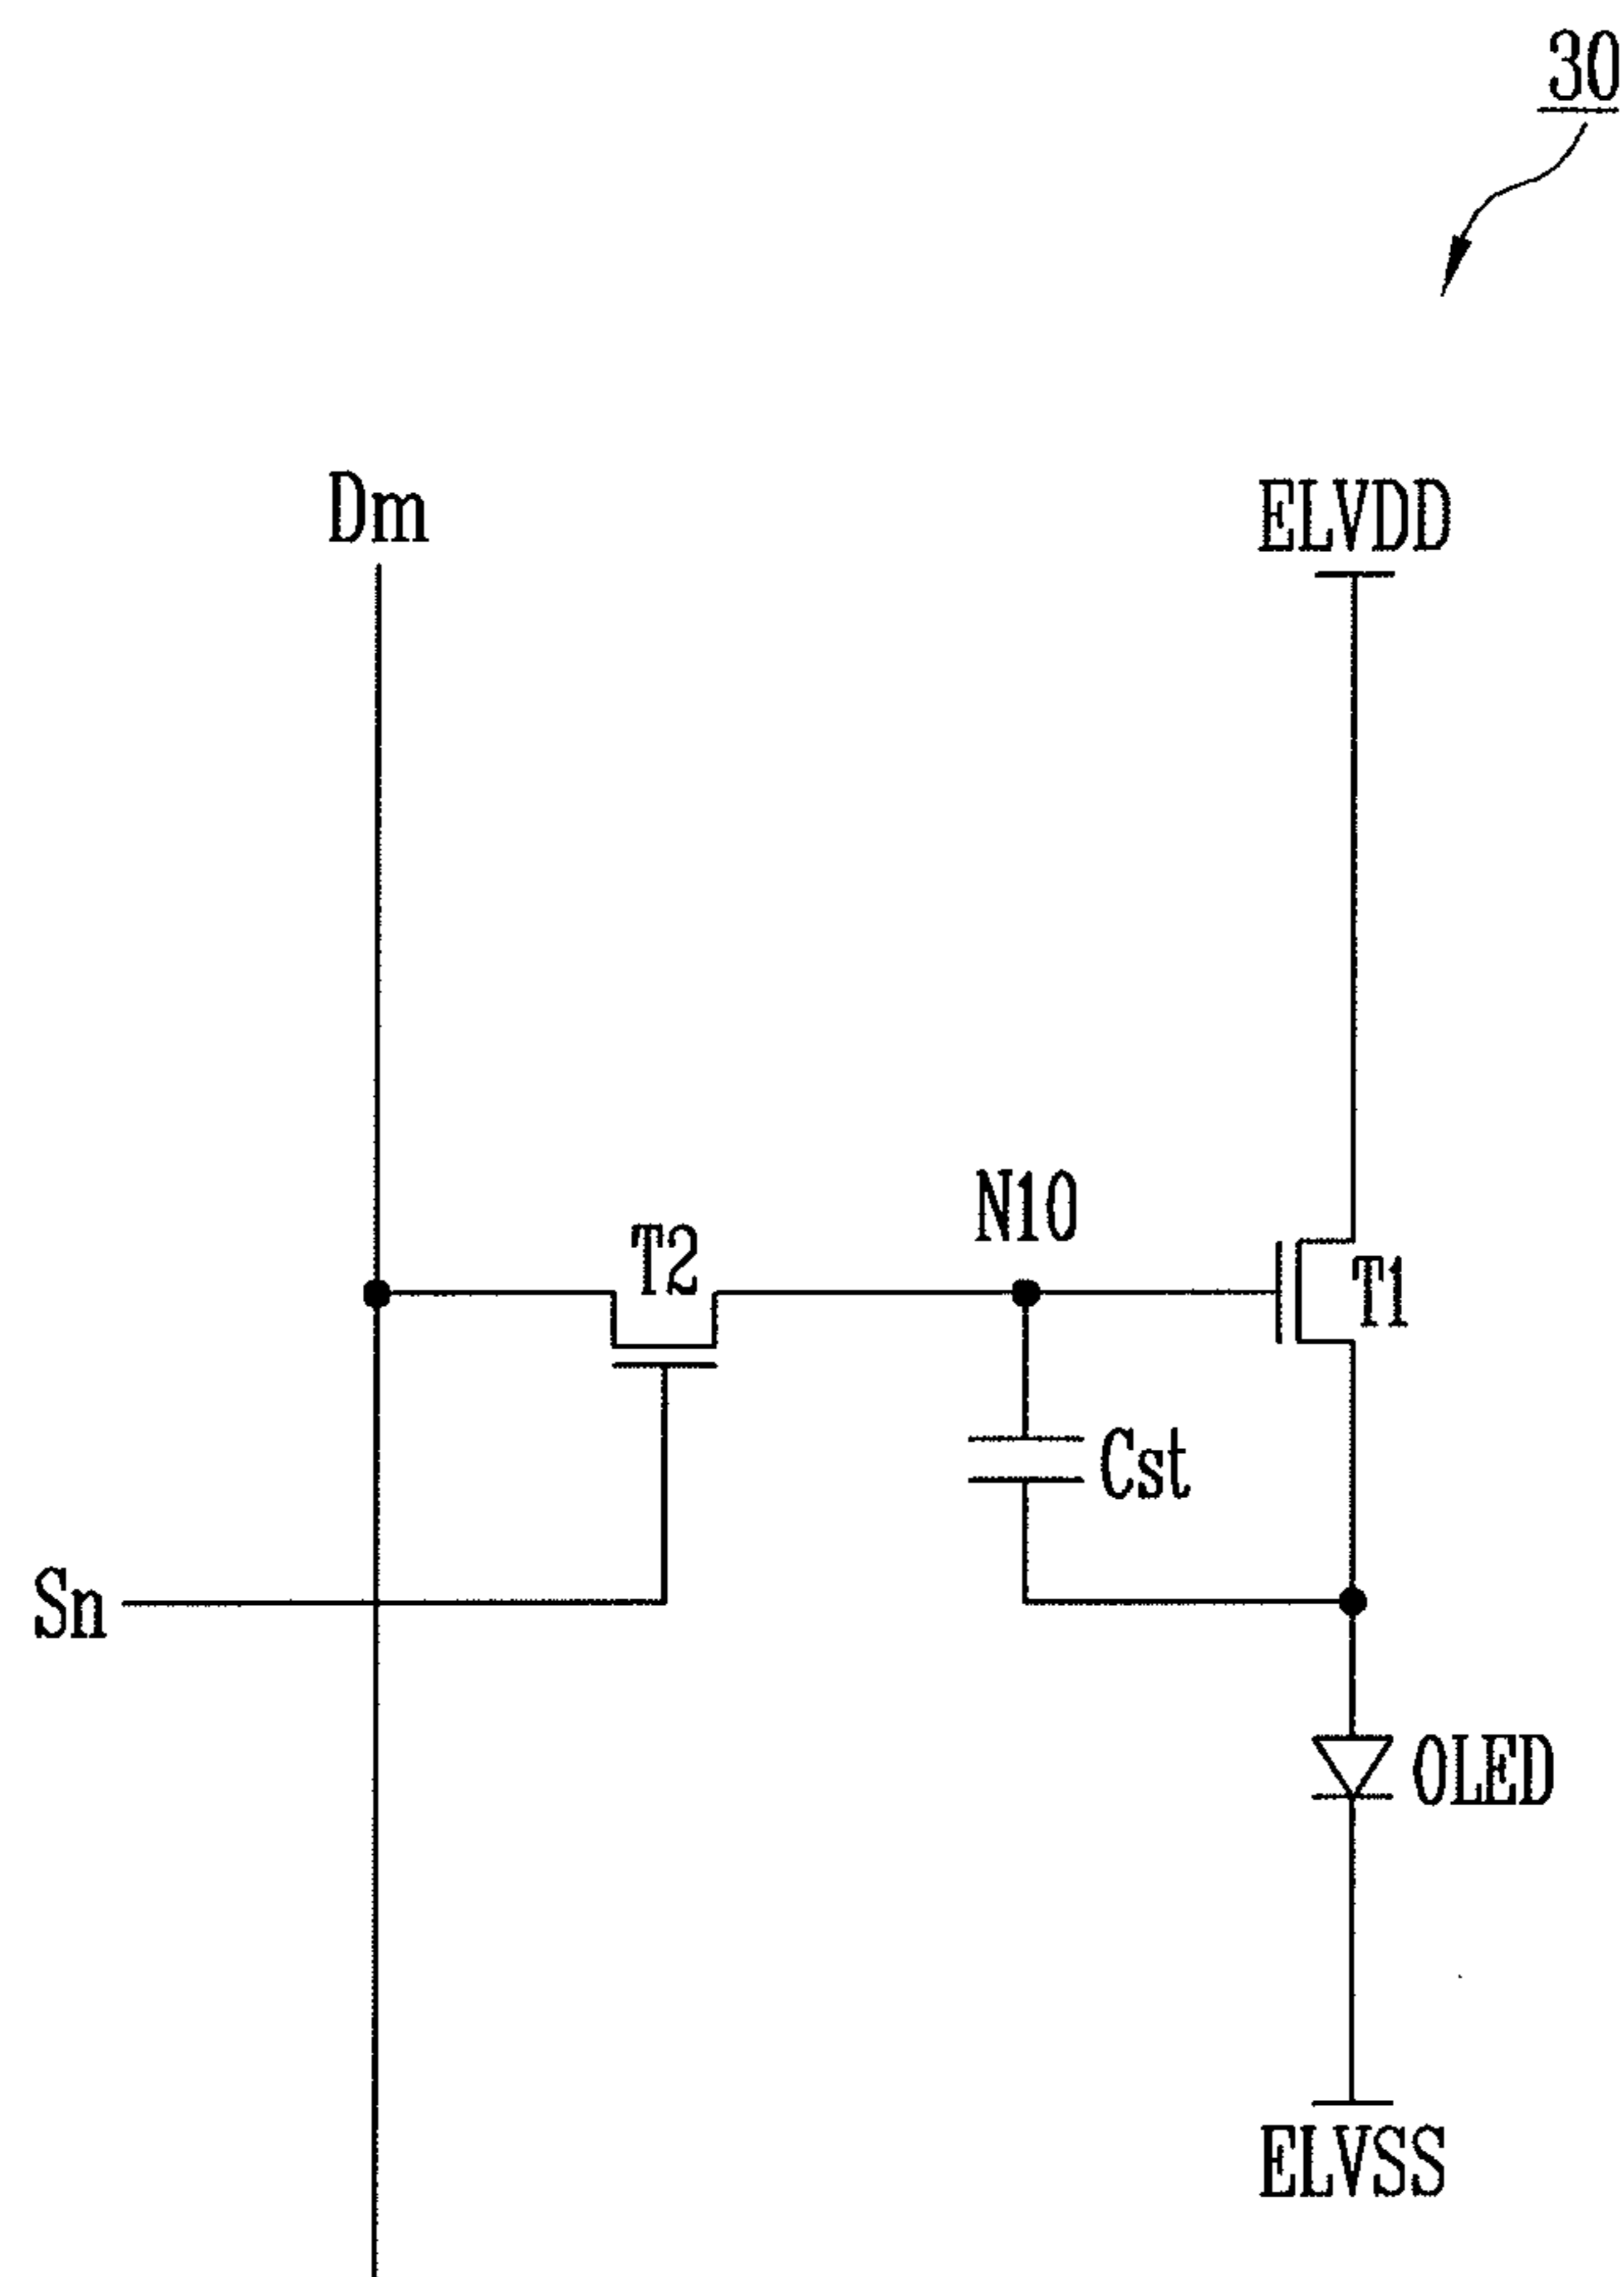 30
Dm
ELVDD
N10
T2
T1
Cst
Sn
OLED
ELVSS